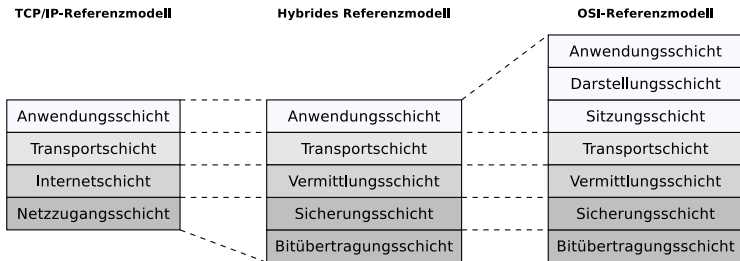 TCP/IP-Referenzmodell
Hybrides Referenzmodell
OSI-Referenzmodell
Anwendungsschicht
Transportschicht
Internetschicht
Netzzugangsschicht
Anwendungsschicht
Transportschicht
Vermittlungsschicht
Sicherungsschicht
Bitübertragungsschicht
Anwendungsschicht
Darstellungsschicht
Sitzungsschicht
Transportschicht
Vermittlungsschicht
Sicherungsschicht
Bitübertragungsschicht